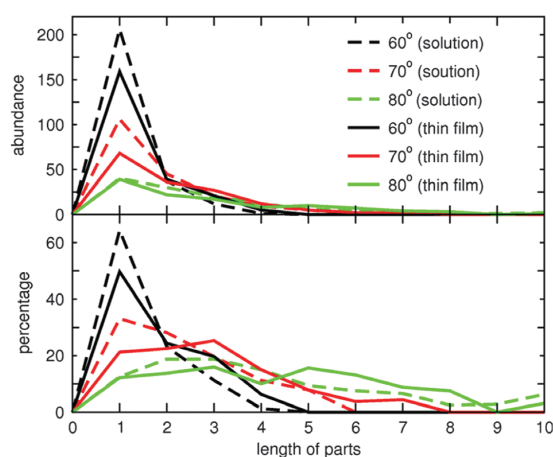 200
150
100
50
0
abundance
60° (solution)
70° (soution)
80° (solution)
60° (thin film)
70° (thin film)
80° (thin film)
60
40
20
0
percentage
0 1 2 3 4 5 6 7 8 9 10
length of parts